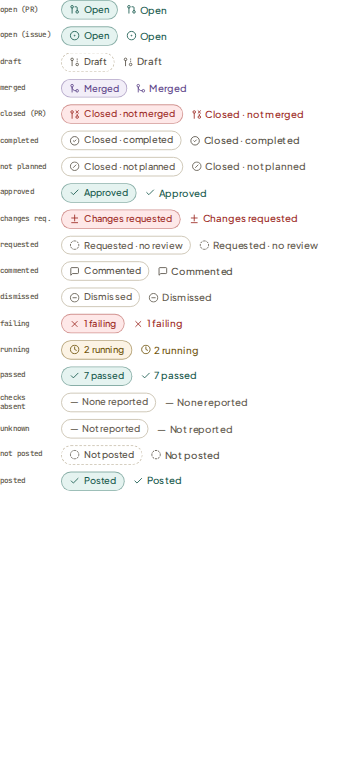 open (PR) Open Open
open (issue) Open Open
draft Draft Draft
merged Merged Merged
closed (PR) Closed · not merged Closed · not merged
completed Closed · completed Closed · completed
not planned Closed · not planned Closed · not planned
approved Approved Approved
changes req. Changes requested Changes requested
requested Requested · no review Requested · no review
commented Commented Commented
dismissed Dismissed Dismissed
failing 1 failing 1 failing
running 2 running 2 running
passed 7 passed 7 passed
checks
absent — None reported — None reported
unknown — Not reported — Not reported
not posted Not posted Not posted
posted Posted Posted